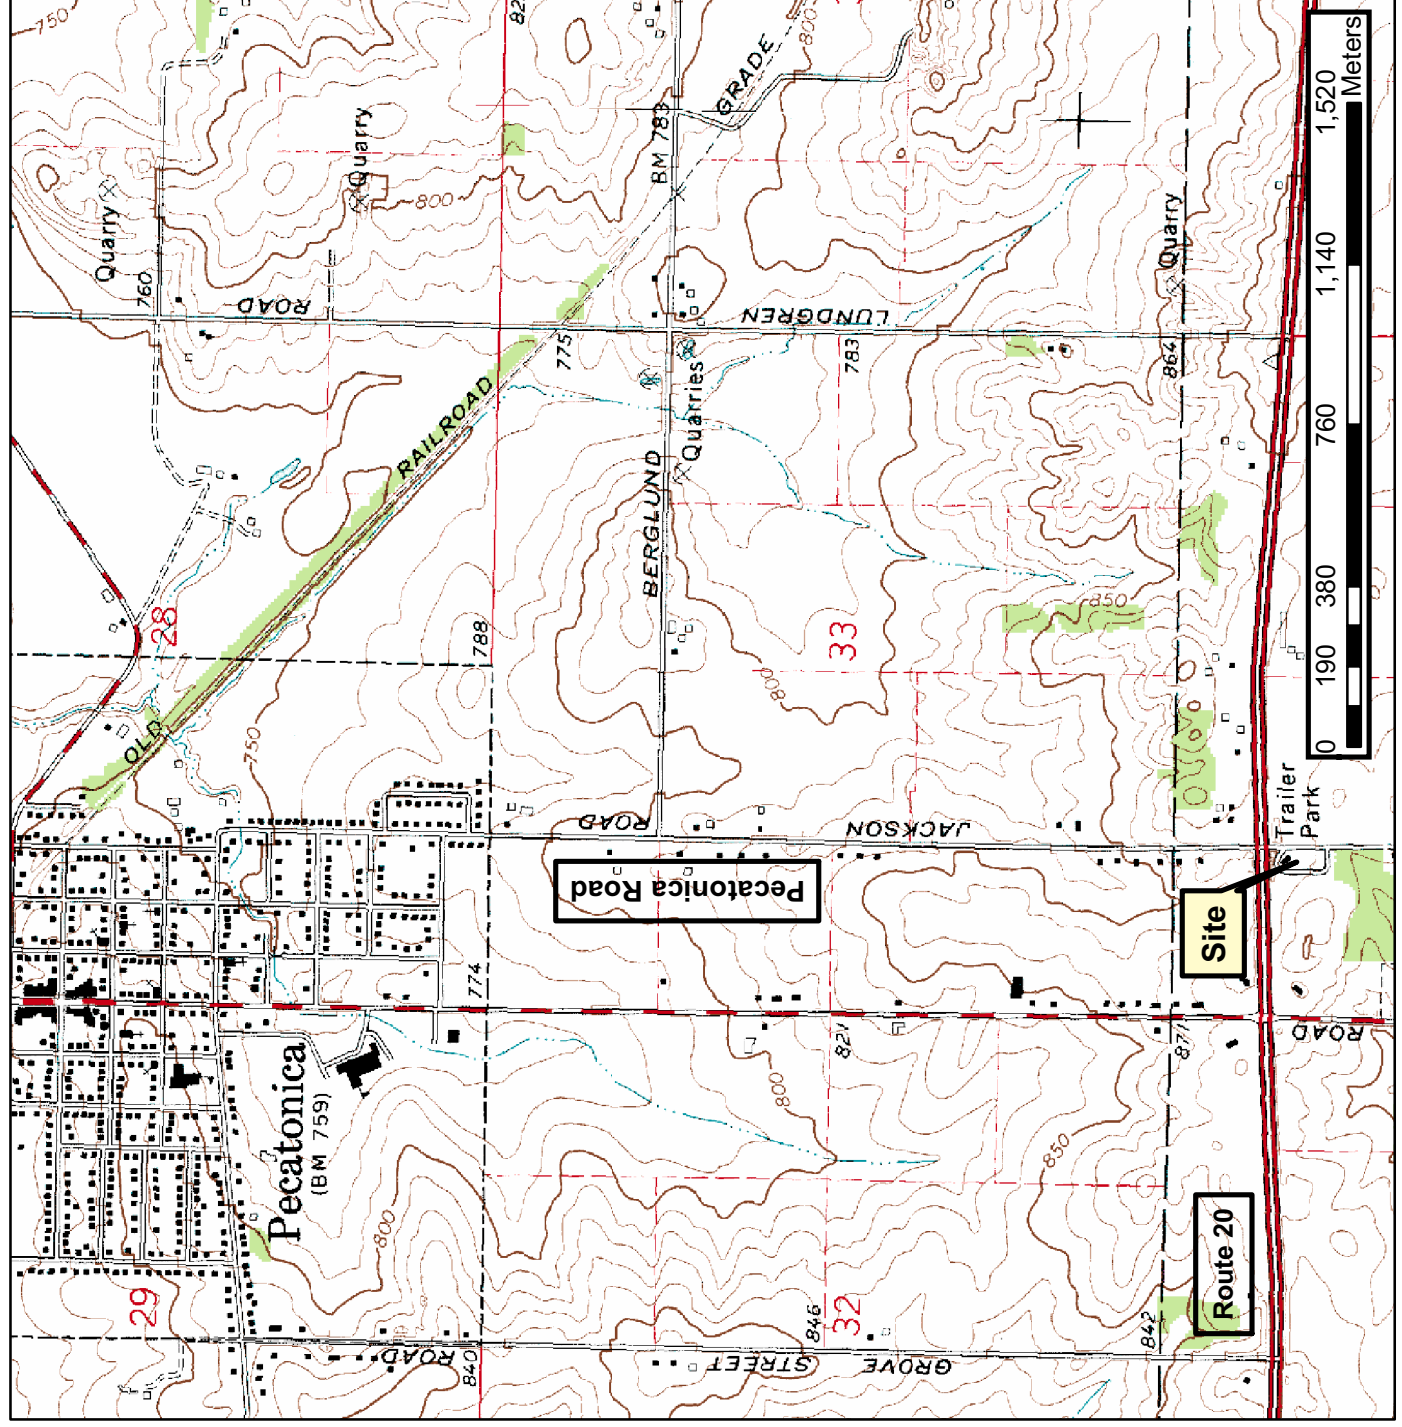 750
82
800
GRADE
Quarry
Quarry
800
BM 783
760
ROAD
LUNDGREN
775
783
864
Quarry
RAILROAD
Quarries
BERGLUND
28
788
33
800
850
OLD
750
ROAD
JACKSON
Trailer
Park
Pecatonica Road
Site
774
821
871
ROAD
Pecatonica
(BM 759)
800
800
850
29
840
ROAD
846
32
STREET
GROVE
842
Route 20
0 190 380 760 1,140 1,520
Meters